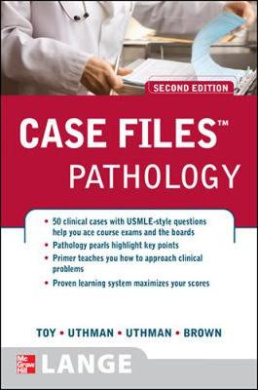 SECOND EDITION
CASE FILES™
PATHOLOGY
• 50 clinical cases with USMLE-style questions
help you ace course exams and the boards
• Pathology pearls highlight key points
• Primer teaches you how to approach clinical
problems
• Proven learning system maximizes your scores
TOY • UTHMAN • UTHMAN • BROWN
Mc
Graw
Hill
LANGE